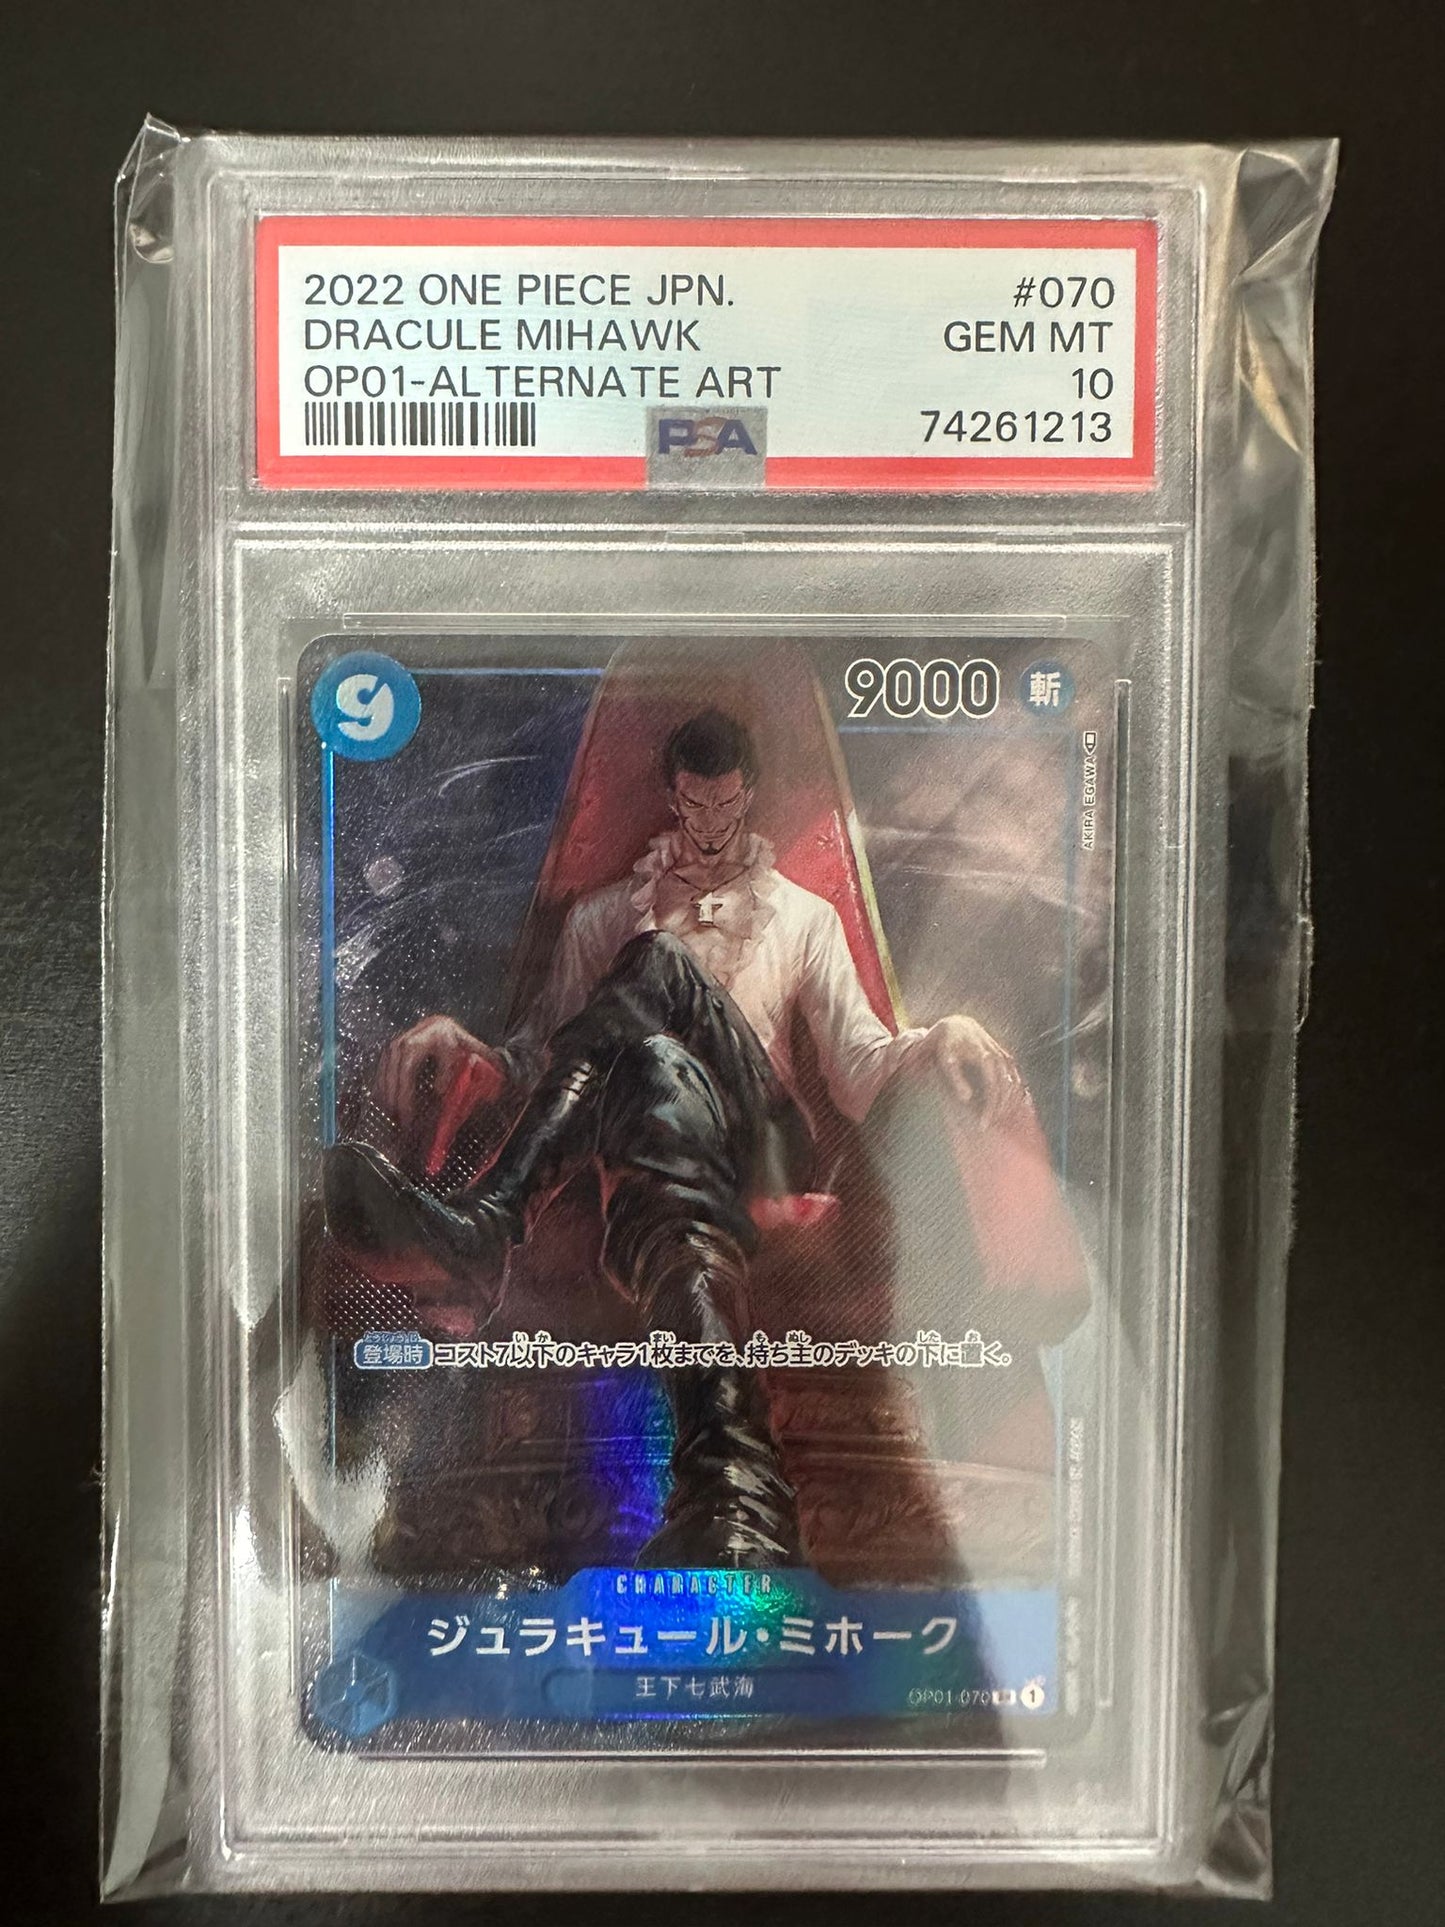 2022 ONE PIECE JPN. #070
DRACULE MIHAWK GEM MT
OP01-ALTERNATE ART 10
PSA 74261213
9 9000 斬
AKIRA EGAWA
登場時 コスト7以下のキャラ1枚までを、持ち主のデッキの下に置く。
CHARACTER
ジュラキュール・ミホーク
王下七武海
OP01-070 1